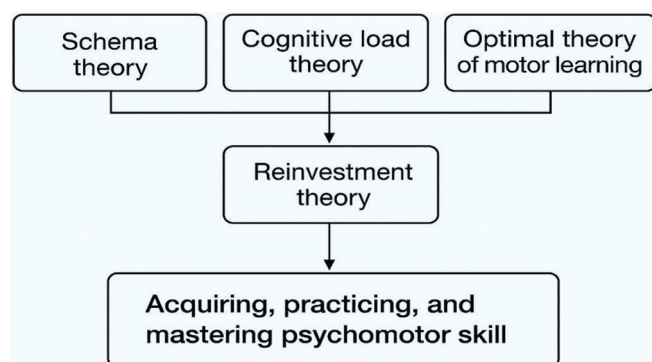 Schema
theory
Cognitive load
theory
Optimal theory
of motor learning
Reinvestment
theory
Acquiring, practicing, and
mastering psychomotor skill